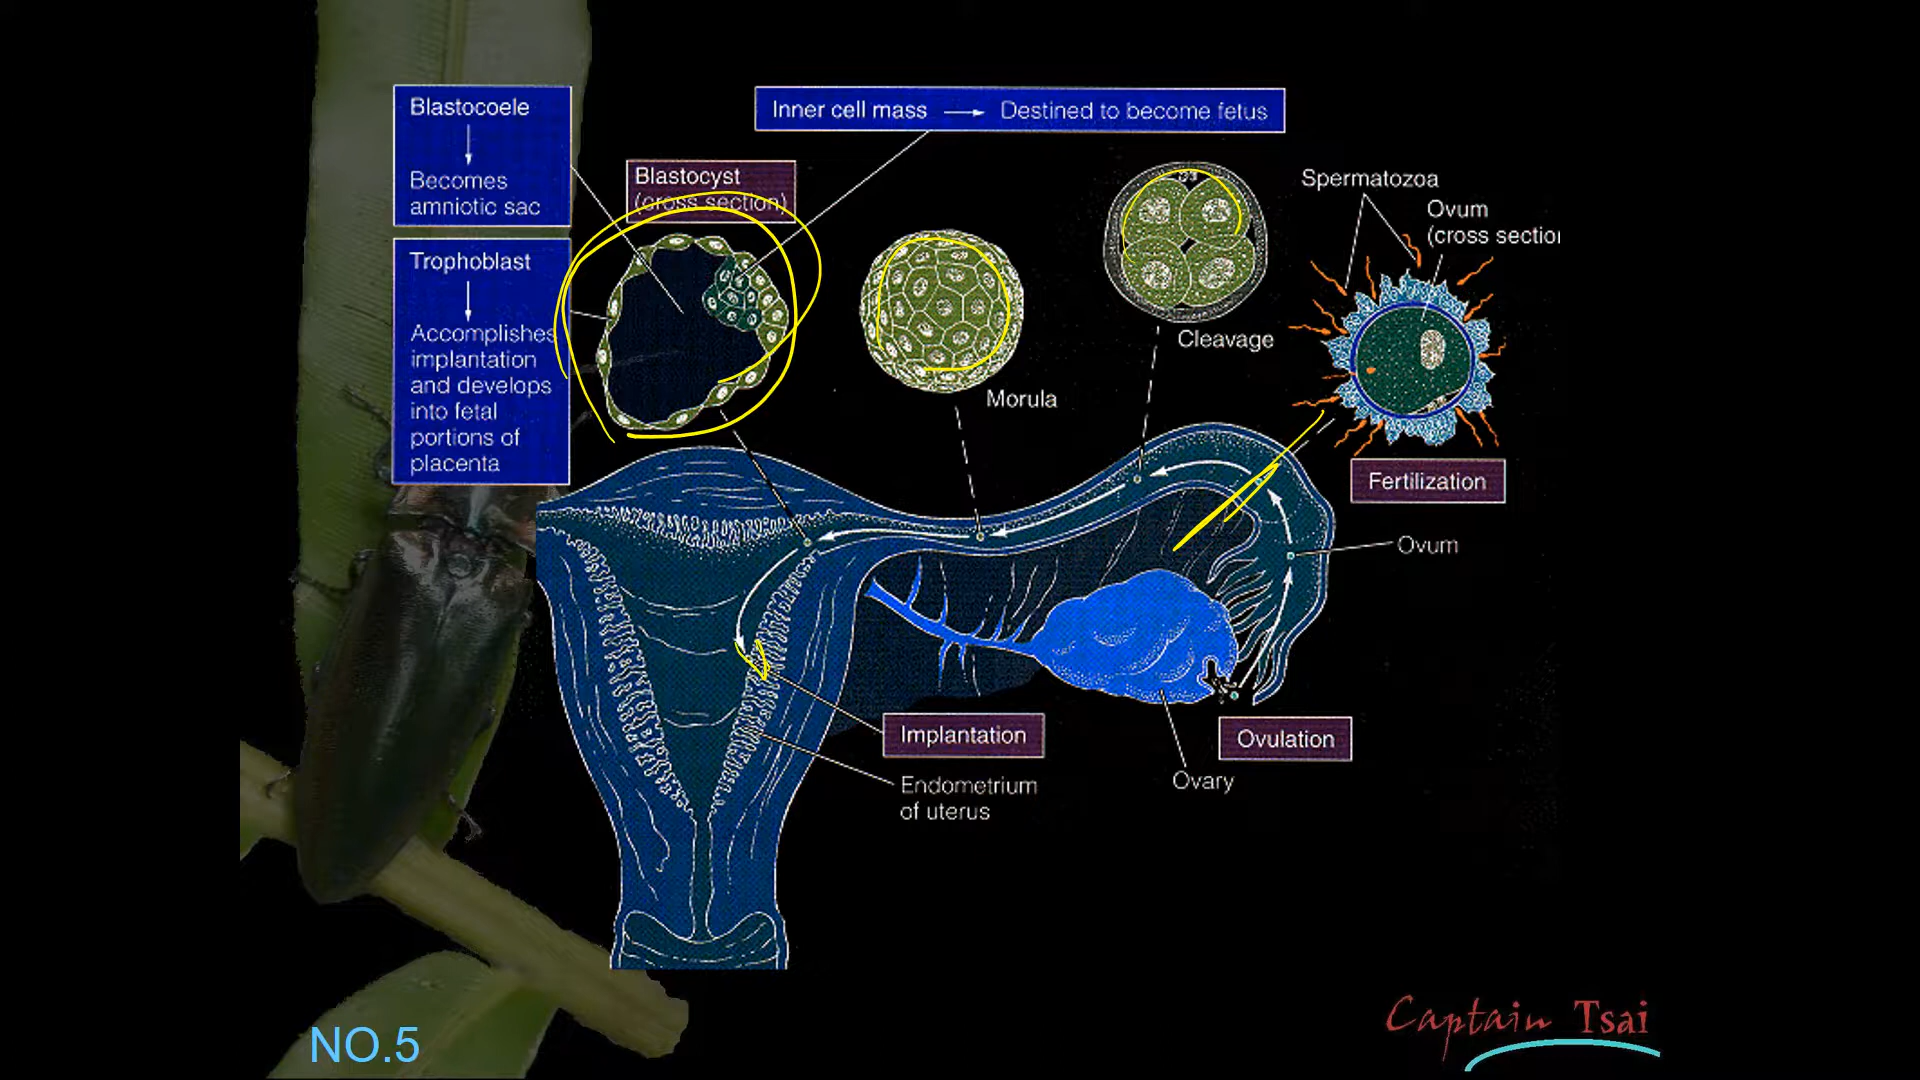 Blastocoele
Becomes
amniotic sac
Trophoblast
Accomplishes
implantation
and develops
into fetal
portions of
placenta
Inner cell mass → Destined to become fetus
Blastocyst
(cross section)
Morula
Cleavage
Spermatozoa
Ovum
(cross sectio
Fertilization
Ovum
Implantation
Endometrium
of uterus
Ovary
Ovulation
NO.5
Captain Tsai